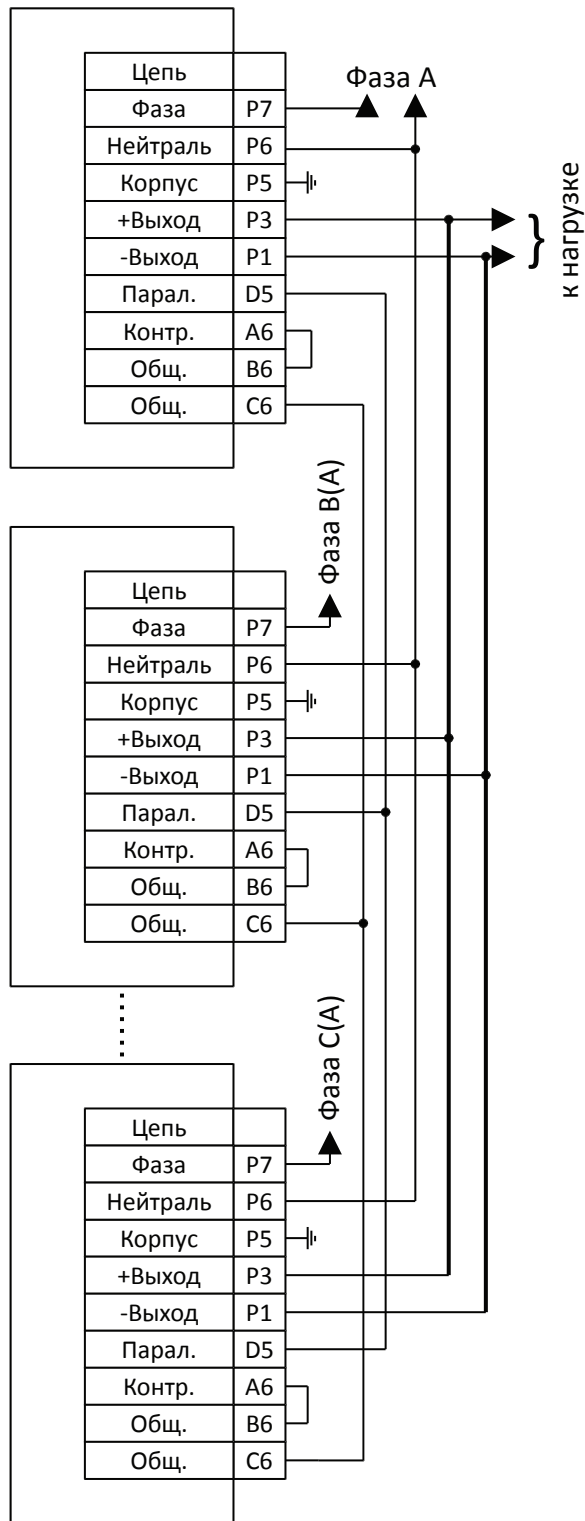 Цепь
Фаза P7
Нейтраль P6
Корпус P5
+Выход P3
-Выход P1
Парал. D5
Контр. A6
Общ. B6
Общ. C6
Фаза A
}
к нагрузке
Цепь
Фаза P7
Нейтраль P6
Корпус P5
+Выход P3
-Выход P1
Парал. D5
Контр. A6
Общ. B6
Общ. C6
Фаза B(A)
Цепь
Фаза P7
Нейтраль P6
Корпус P5
+Выход P3
-Выход P1
Парал. D5
Контр. A6
Общ. B6
Общ. C6
Фаза C(A)